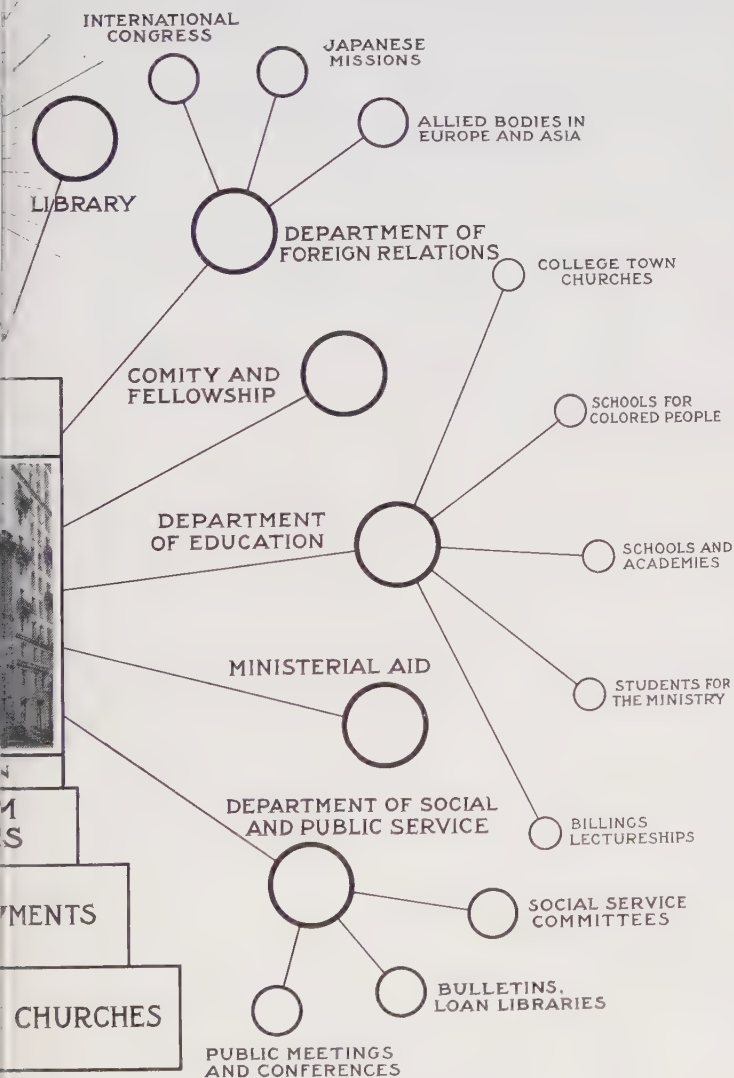 INTERNATIONAL
CONGRESS
JAPANESE
MISSIONS
ALLIED BODIES IN
EUROPE AND ASIA
LIBRARY
DEPARTMENT OF
FOREIGN RELATIONS
COLLEGE TOWN
CHURCHES
COMITY AND
FELLOWSHIP
SCHOOLS FOR
COLORED PEOPLE
DEPARTMENT
OF EDUCATION
SCHOOLS AND
ACADEMIES
MINISTERIAL AID
STUDENTS FOR
THE MINISTRY
DEPARTMENT OF SOCIAL
AND PUBLIC SERVICE
BILLINGS
LECTURESHIPS
SOCIAL SERVICE
COMMITTEES
BULLETINS,
LOAN LIBRARIES
CHURCHES
PUBLIC MEETINGS
AND CONFERENCES